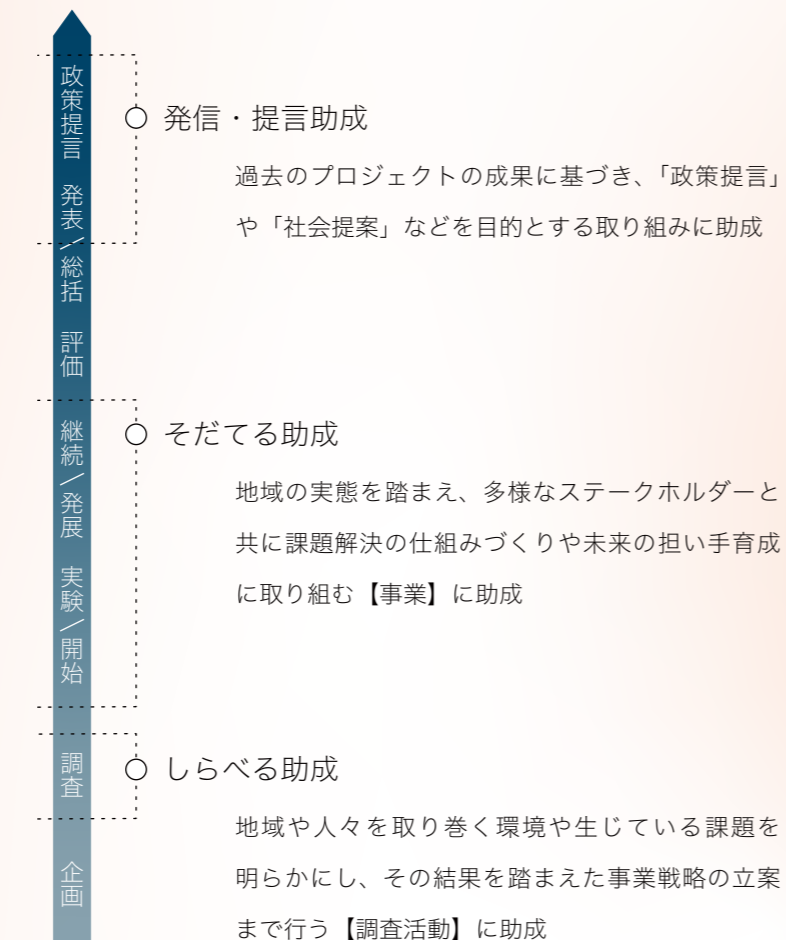 政策提言　発表／総括　評価
継続／発展　実験／開始
調査
企画
発信・提言助成
過去のプロジェクトの成果に基づき、「政策提言」
や「社会提案」などを目的とする取り組みに助成
そだてる助成
地域の実態を踏まえ、多様なステークホルダーと
共に課題解決の仕組みづくりや未来の担い手育成
に取り組む【事業】に助成
しらべる助成
地域や人々を取り巻く環境や生じている課題を
明らかにし、その結果を踏まえた事業戦略の立案
まで行う【調査活動】に助成